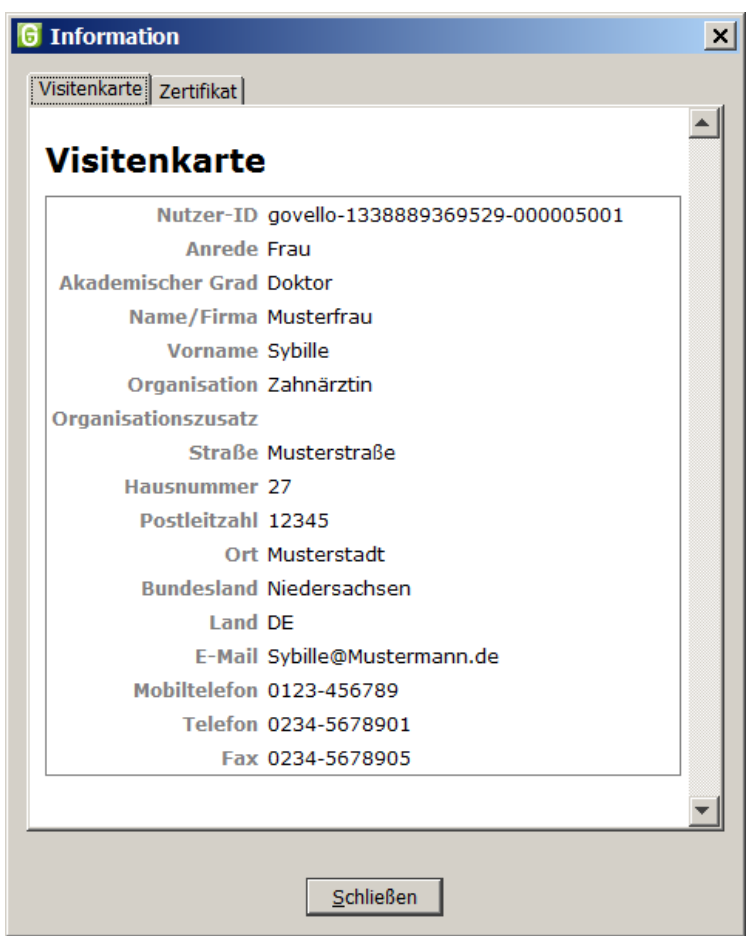 G Information
Visitenkarte Zertifikat
Visitenkarte
Nutzer-ID govello-1338889369529-000005001
Anrede Frau
Akademischer Grad Doktor
Name/Firma Musterfrau
Vorname Sybille
Organisation Zahnärztin
Organisationszusatz
Straße Musterstraße
Hausnummer 27
Postleitzahl 12345
Ort Musterstadt
Bundesland Niedersachsen
Land DE
E-Mail Sybille@Mustermann.de
Mobiltelefon 0123-456789
Telefon 0234-5678901
Fax 0234-5678905
Schließen